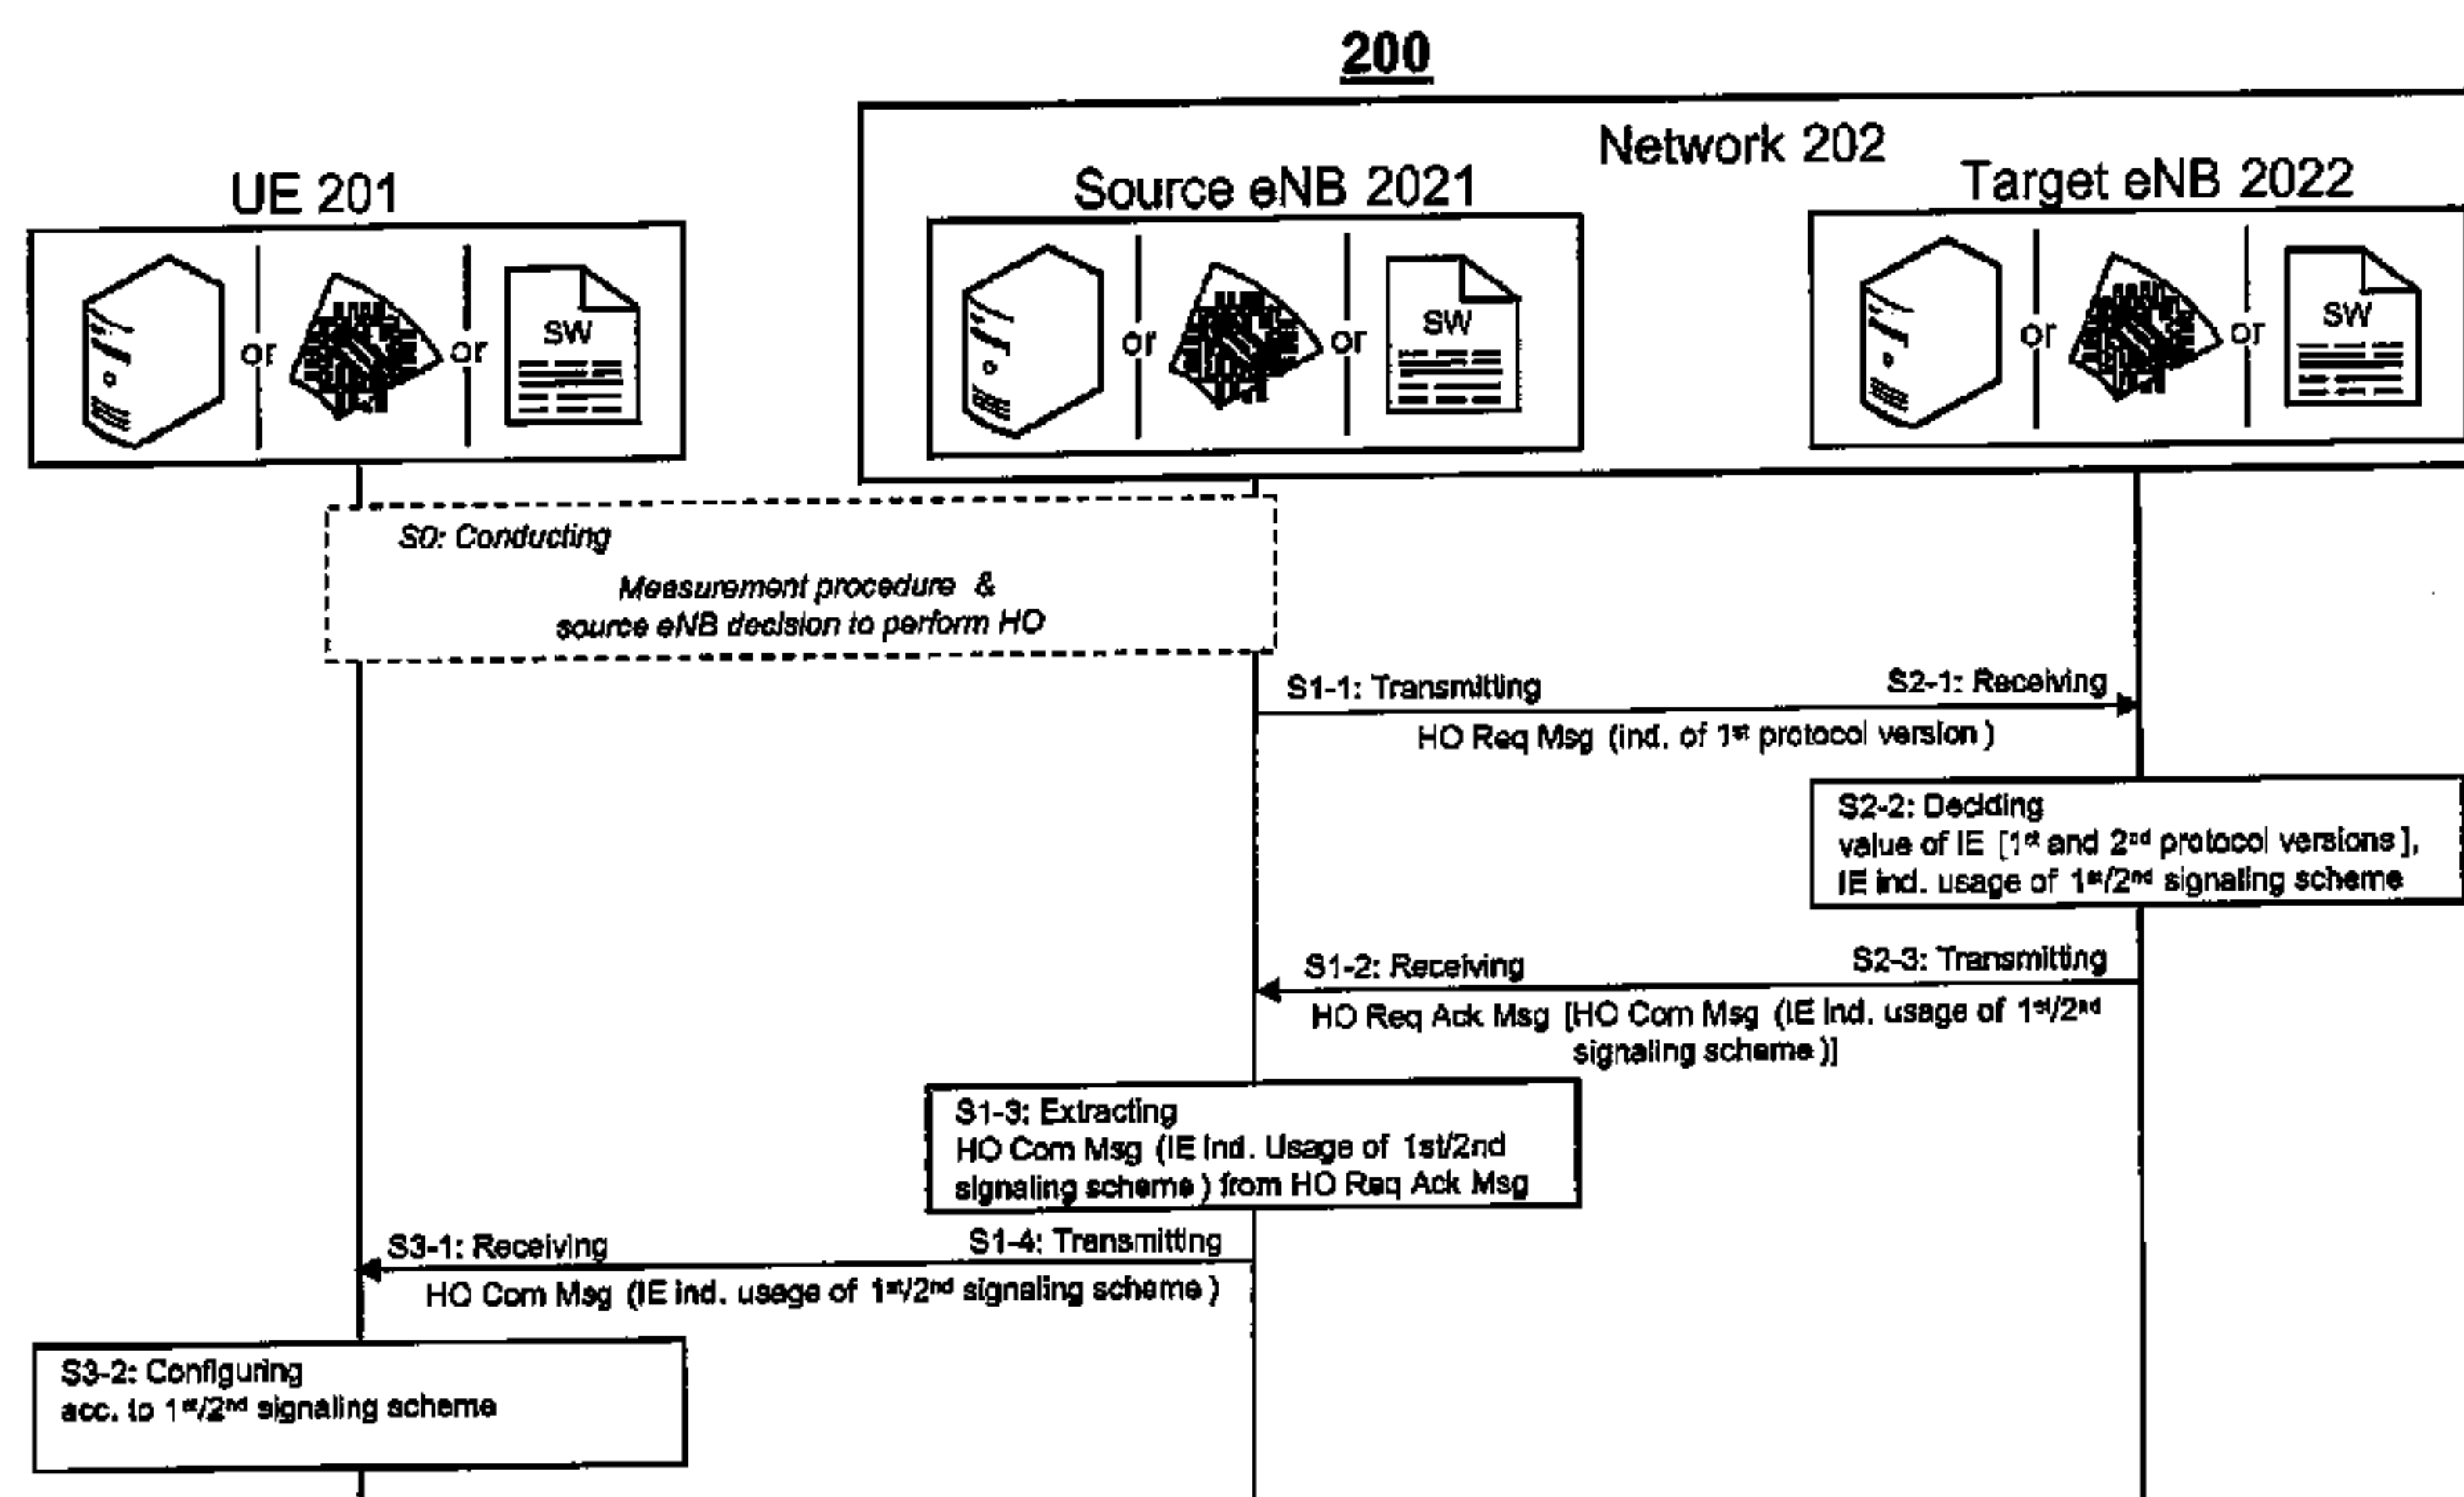 200
Network 202
UE 201
Source eNB 2021
Target eNB 2022
or
or
SW
or
or
SW
or
or
SW
S0: Conducting
Measurement procedure &
source eNB decision to perform HO
S1-1: Transmitting
S2-1: Receiving
HO Req Msg (ind. of 1st protocol version)
S2-2: Deciding
value of IE [1st and 2nd protocol versions],
IE ind. usage of 1st/2nd signaling scheme
S1-2: Receiving
S2-3: Transmitting
HO Req Ack Msg [HO Com Msg (IE ind. usage of 1st/2nd
signaling scheme)]
S1-3: Extracting
HO Com Msg (IE ind. Usage of 1st/2nd
signaling scheme) from HO Req Ack Msg
S3-1: Receiving
S1-4: Transmitting
HO Com Msg (IE ind. usage of 1st/2nd signaling scheme)
S3-2: Configuring
acc. to 1st/2nd signaling scheme